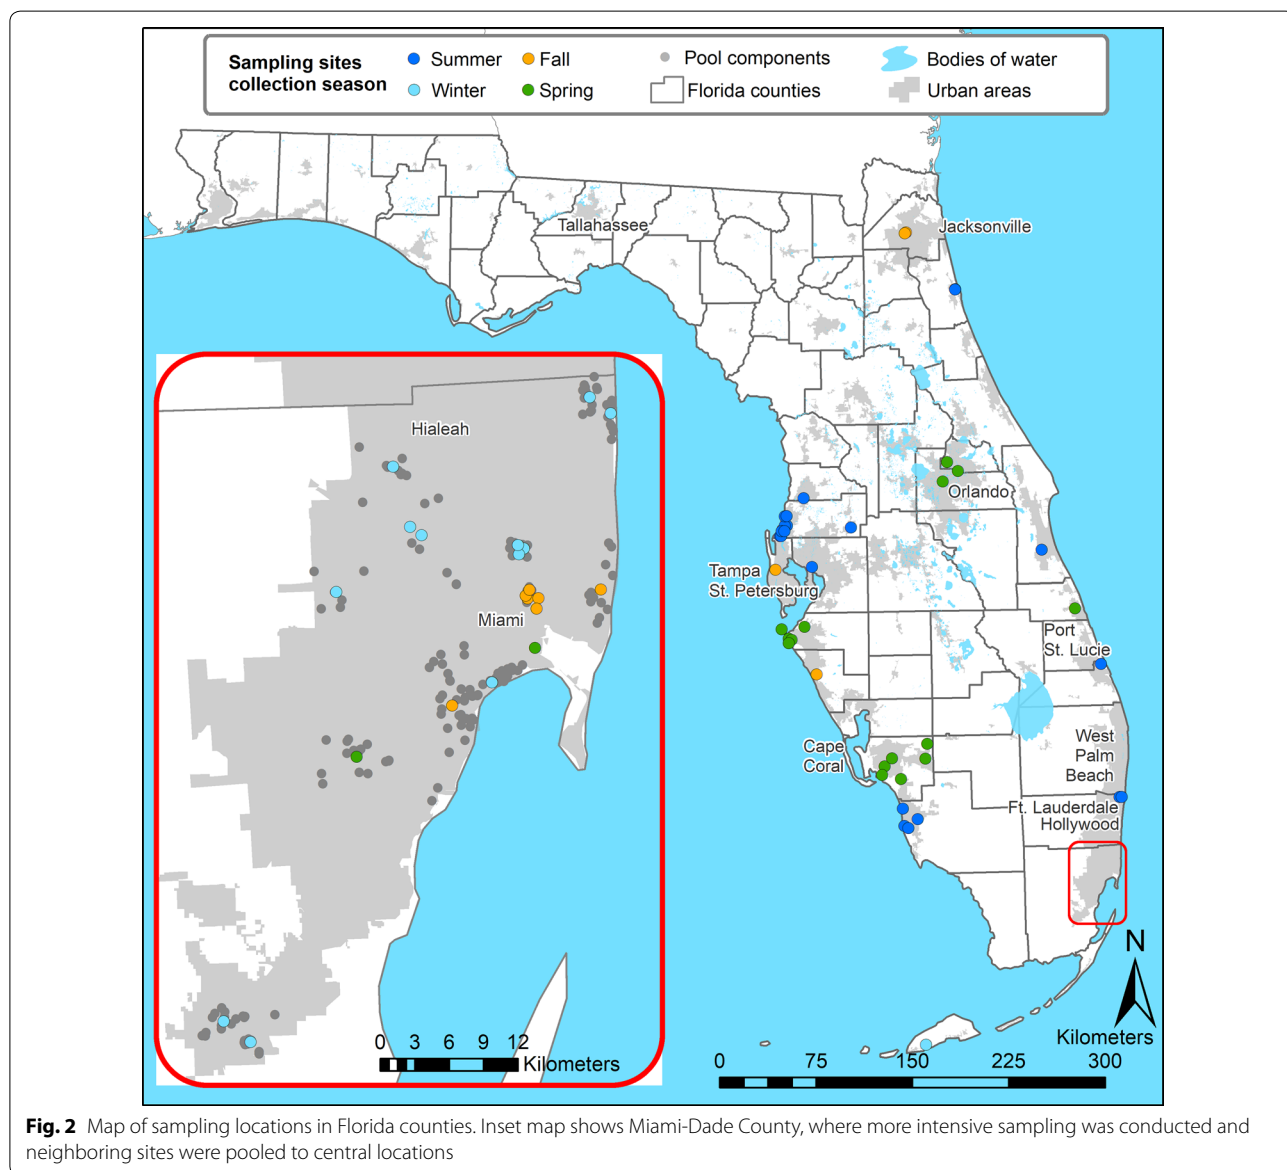 Sampling sites
collection season
Summer
Fall
Pool components
Bodies of water
Winter
Spring
Florida counties
Urban areas
Tallahassee
Jacksonville
Hialeah
Orlando
Tampa
St. Petersburg
Miami
Port
St. Lucie
Cape
Coral
West
Palm
Beach
Ft. Lauderdale
Hollywood
N
Kilometers
0 3 6 9 12
Kilometers
0 75 150 225 300
Fig. 2 Map of sampling locations in Florida counties. Inset map shows Miami-Dade County, where more intensive sampling was conducted and
neighboring sites were pooled to central locations